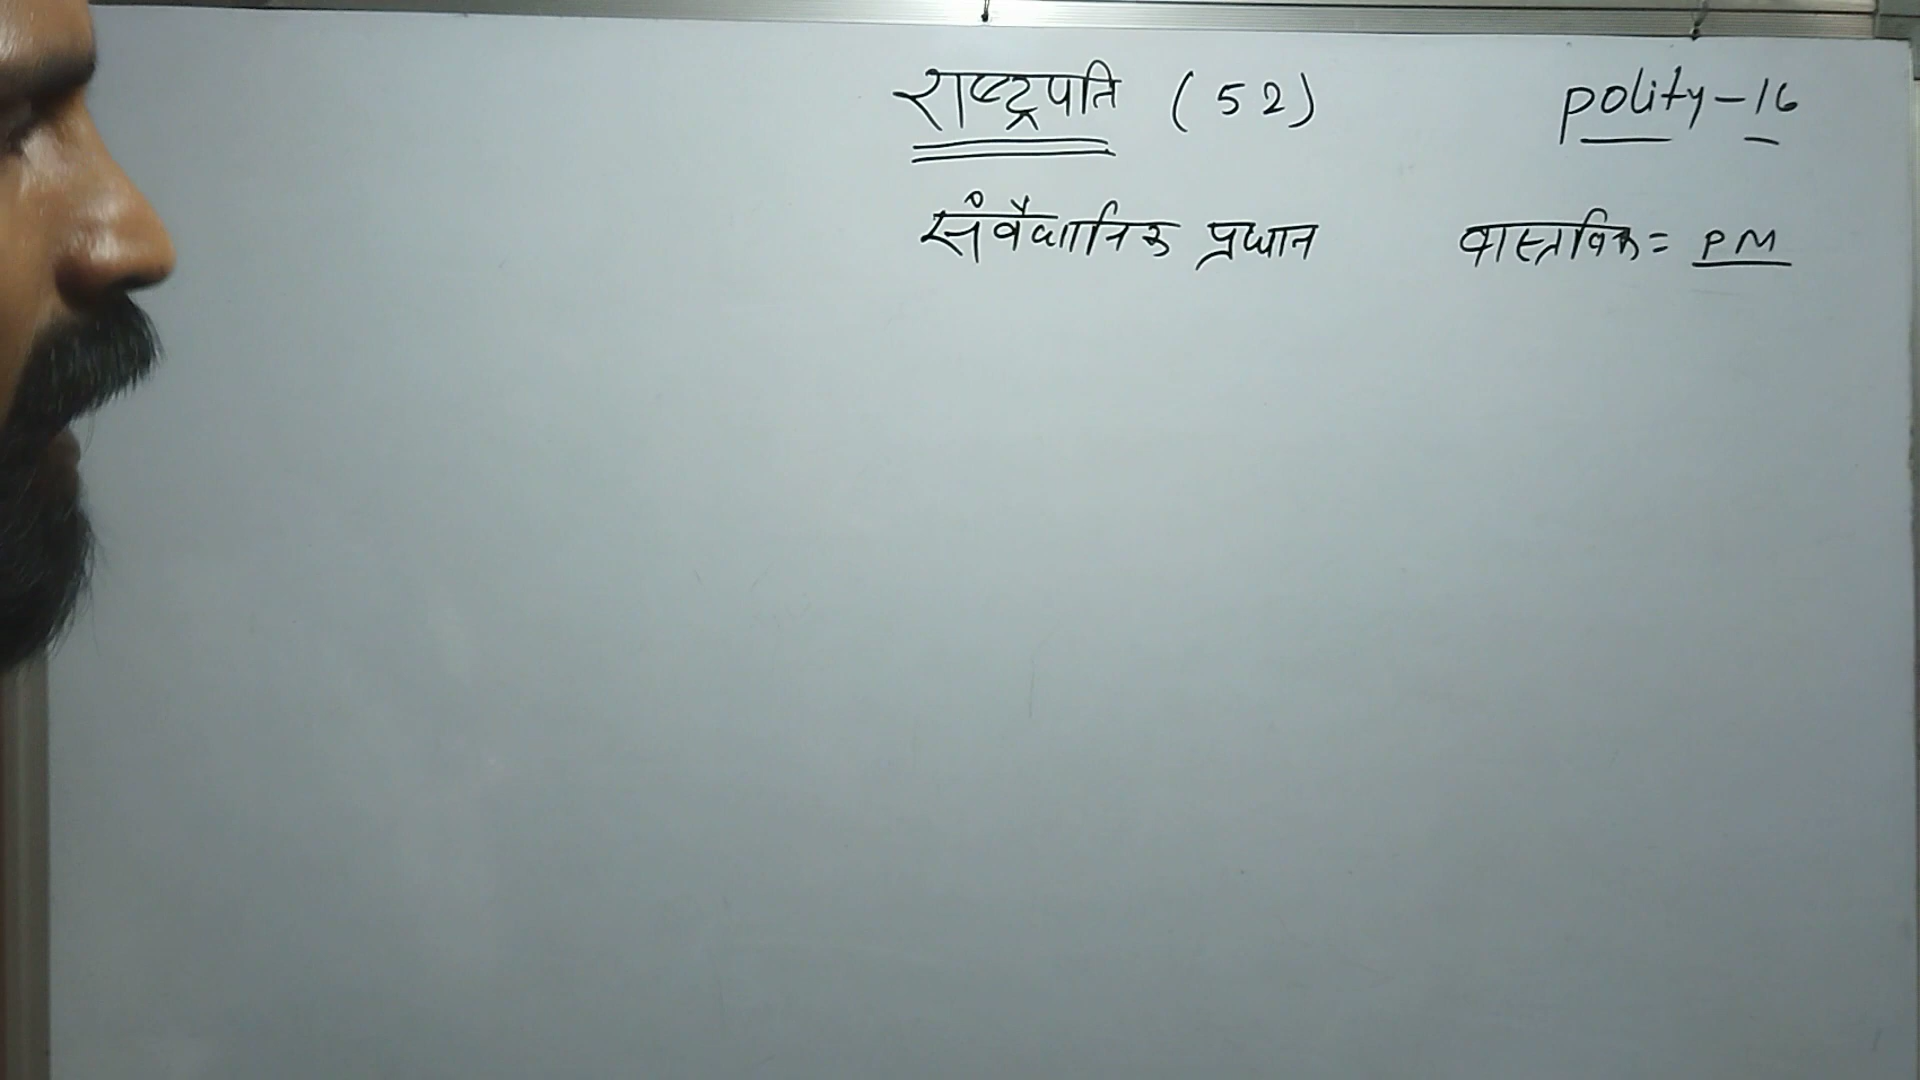 राष्ट्रपति (52) polity-16
संवैधानिक प्रधान वास्तविक = PM